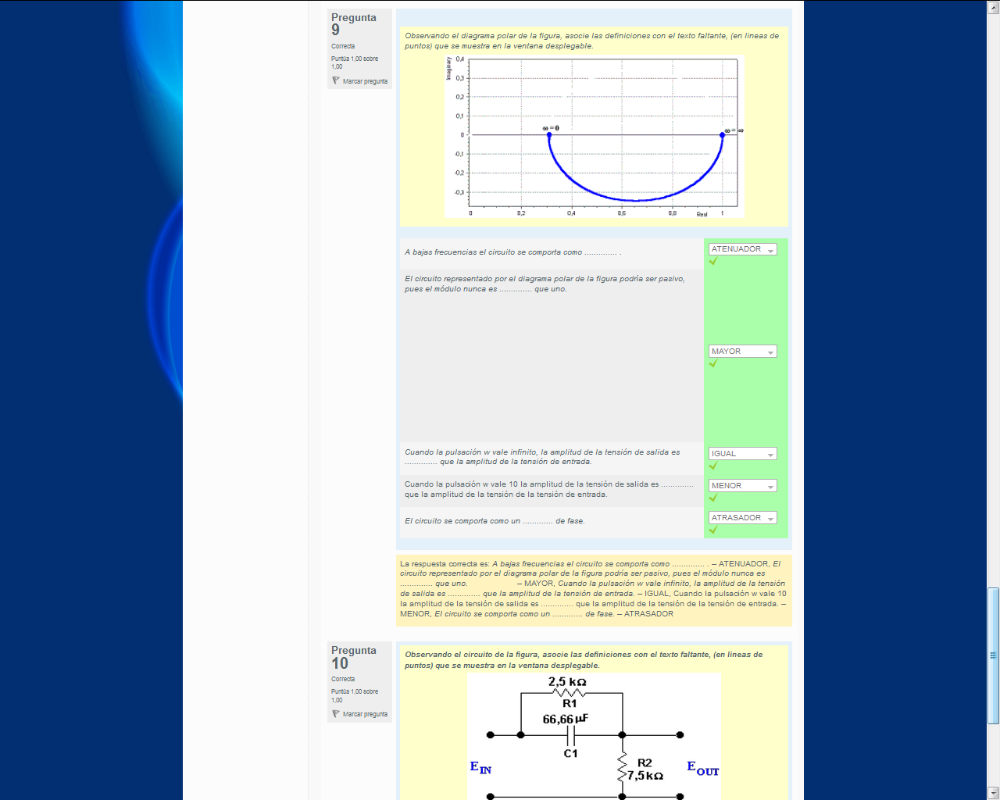 Pregunta
9
Correcta
Puntúa 1,00 sobre
1,00
Marcar pregunta
Observando el diagrama polar de la figura, asocie las definiciones con el texto faltante, (en lineas de
puntos) que se muestra en la ventana desplegable.
Imaginary
0,4
0,3
0,2
0,1
0
-0,1
-0,2
-0,3
ω = 0
ω = ∞
0
0,2
0,4
0,6
0,8
Real
1
A bajas frecuencias el circuito se comporta como .............. .
ATENUADOR
El circuito representado por el diagrama polar de la figura podría ser pasivo,
pues el módulo nunca es .............. que uno.
MAYOR
Cuando la pulsación w vale infinito, la amplitud de la tensión de salida es
.............. que la amplitud de la tensión de entrada.
IGUAL
Cuando la pulsación w vale 10 la amplitud de la tensión de salida es ..............
que la amplitud de la tensión de la tensión de entrada.
MENOR
El circuito se comporta como un ............. de fase.
ATRASADOR
La respuesta correcta es: A bajas frecuencias el circuito se comporta como .............. . – ATENUADOR, El
circuito representado por el diagrama polar de la figura podría ser pasivo, pues el módulo nunca es
.............. que uno. – MAYOR, Cuando la pulsación w vale infinito, la amplitud de la tensión
de salida es .............. que la amplitud de la tensión de entrada. – IGUAL, Cuando la pulsación w vale 10
la amplitud de la tensión de salida es .............. que la amplitud de la tensión de la tensión de entrada. –
MENOR, El circuito se comporta como un ............. de fase. – ATRASADOR
Pregunta
10
Correcta
Puntúa 1,00 sobre
1,00
Marcar pregunta
Observando el circuito de la figura, asocie las definiciones con el texto faltante, (en lineas de
puntos) que se muestra en la ventana desplegable.
2,5 kΩ
R1
66,66 μF
C1
E IN
R2
7,5 kΩ
E OUT